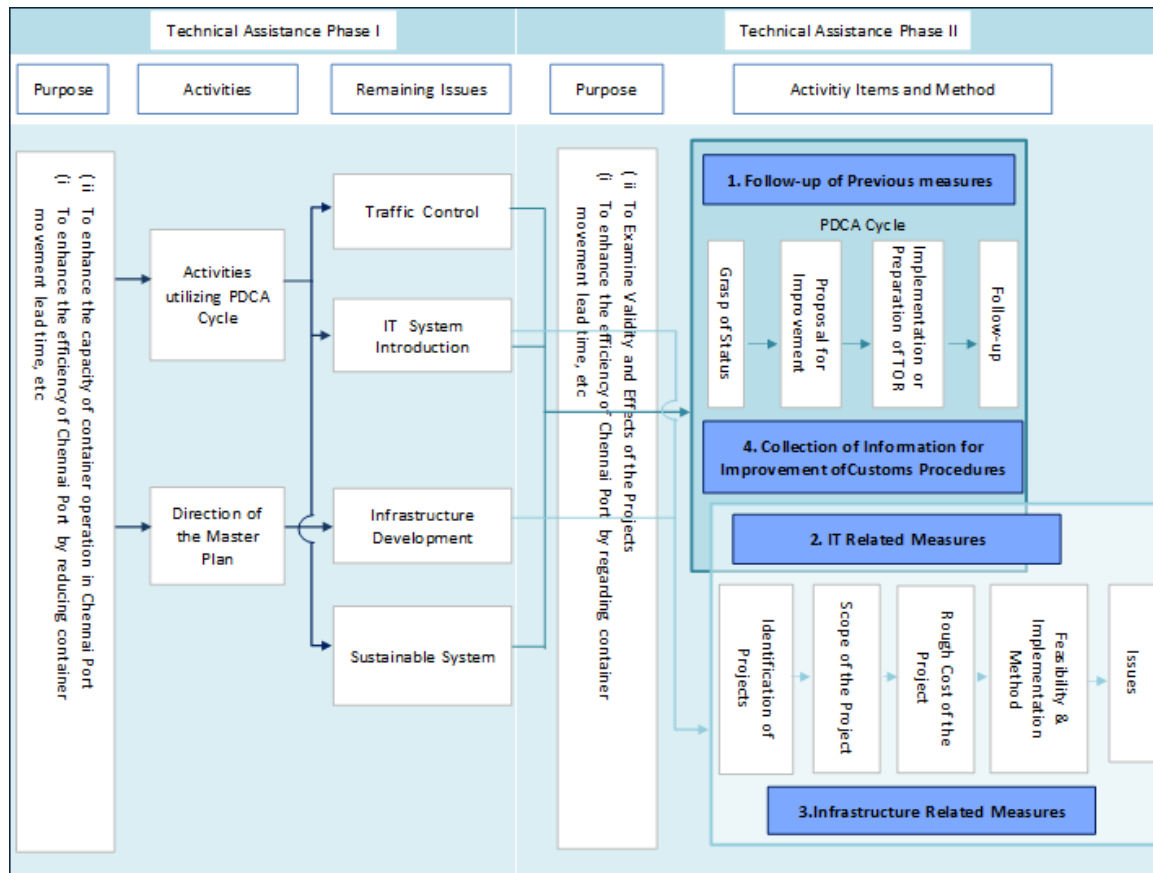 Technical Assistance Phase I
Technical Assistance Phase II
Purpose
Activities
Remaining Issues
Purpose
Activitiy Items and Method
( ii To enhance the capacity of container operation in Chennai Port
(i To enhance the efficiency of Chennai Port by reducing container
movement lead time, etc
Activities
utilizing PDCA
Cycle
Direction of
the Master
Plan
Traffic Control
IT System
Introduction
Infrastructure
Development
Sustainable System
( ii To Examine Validity and Effects of the Projects
(i To enhance the efficiency of Chennai Port by regarding container
movement lead time, etc
1. Follow-up of Previous measures
PDCA Cycle
Grasp of Status
Proposal for
Improvement
Implementation or
Preparation of TOR
Follow-up
4. Collection of Information for
Improvement of Customs Procedures
2. IT Related Measures
Identification of
Projects
Scope of the Project
Rough Cost of the
Project
Feasibility &
Implementation
Method
Issues
3.Infrastructure Related Measures